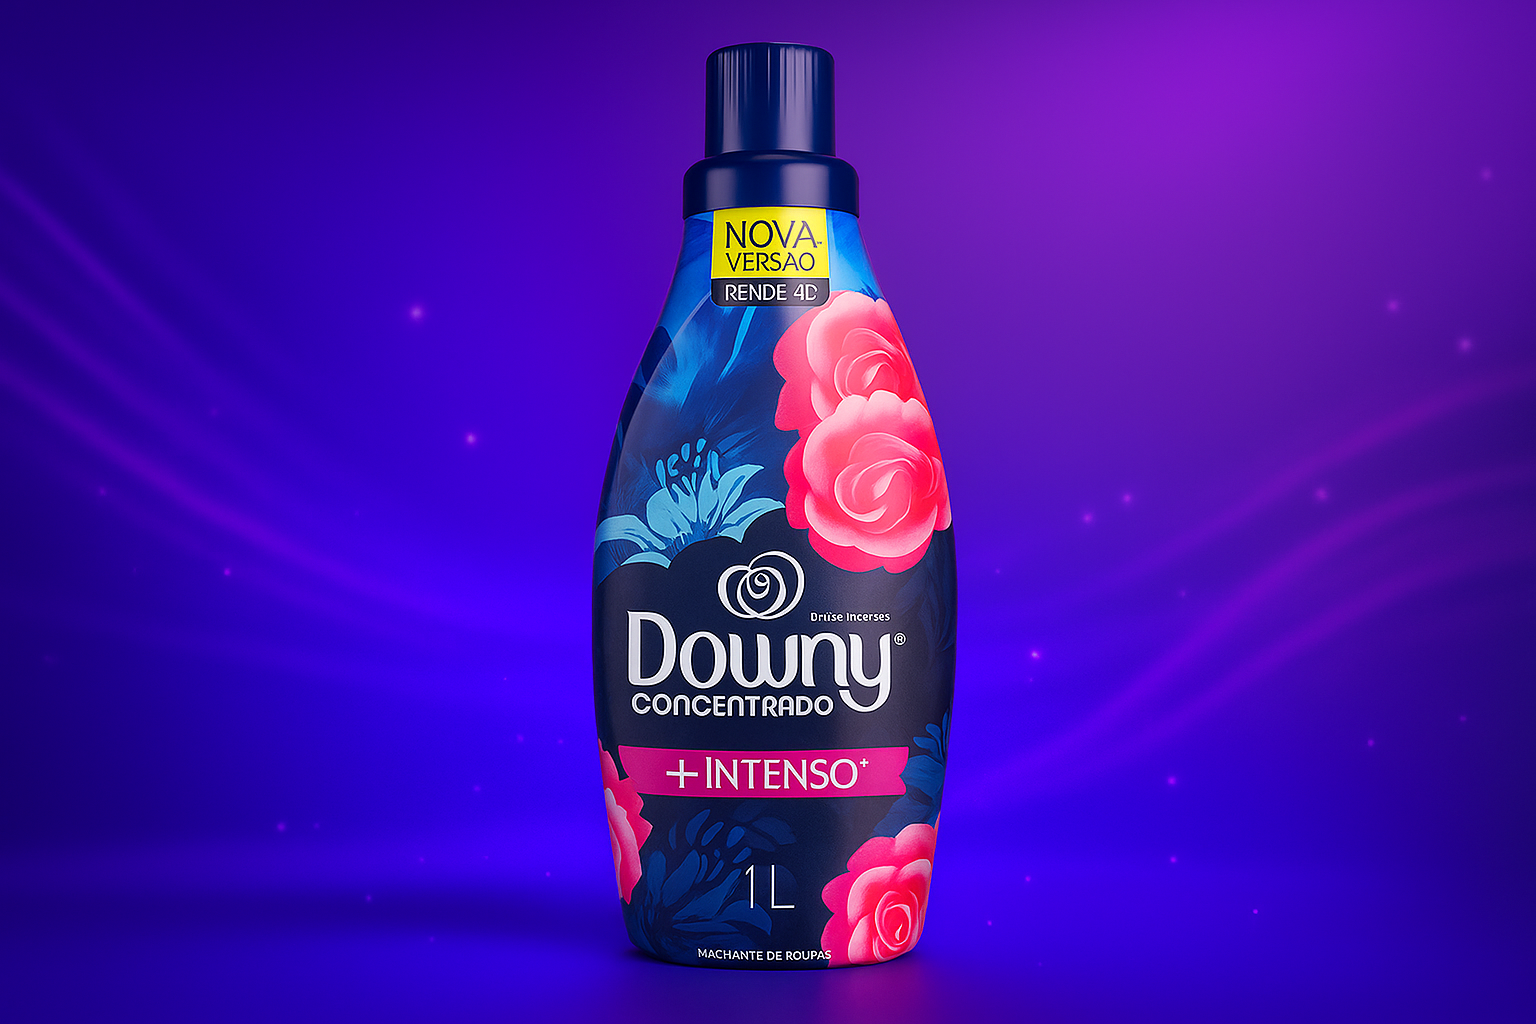 NOVA
VERSAO
RENDE 4D
Drüse Incerses
Downy®
CONCENTRADO
+INTENSO+
1L
MACHANTE DE ROUPAS